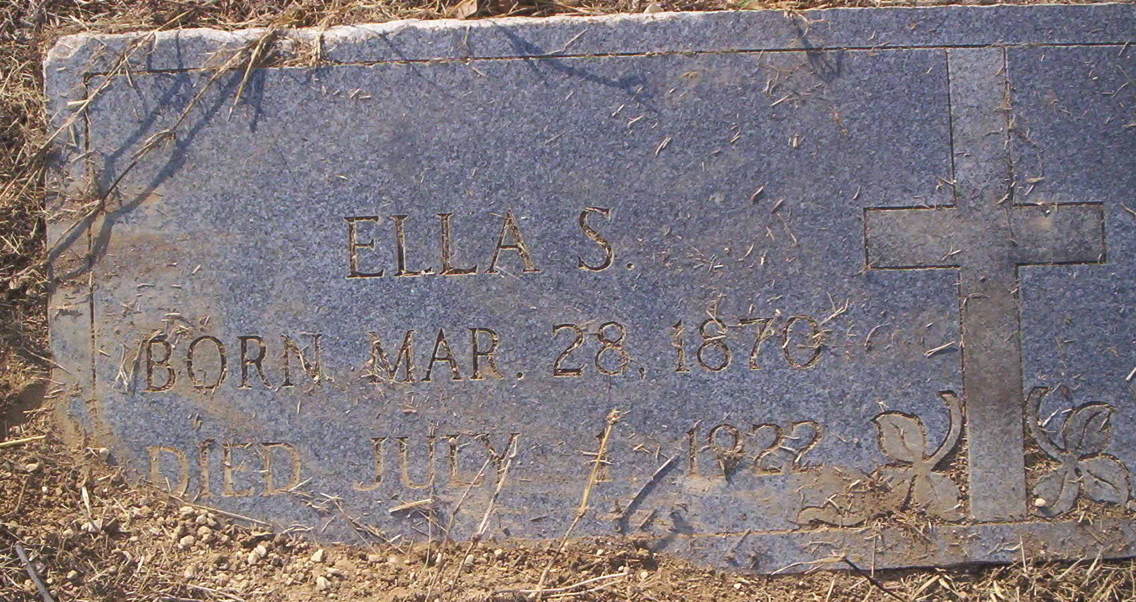 ELLA S.
BORN MAR. 28, 1870
DIED JULY 1, 1922